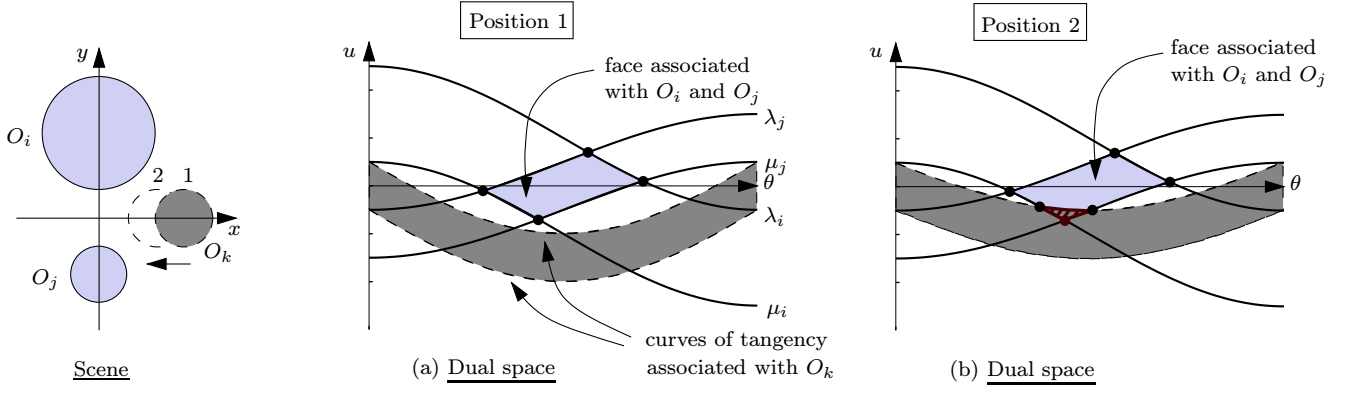 y
O_i
2 1
x
O_k
O_j
Scene
Position 1
u
face associated
with O_i and O_j
λ_j
μ_j
θ
λ_i
μ_i
curves of tangency
associated with O_k
(a) Dual space
Position 2
u
face associated
with O_i and O_j
θ
(b) Dual space